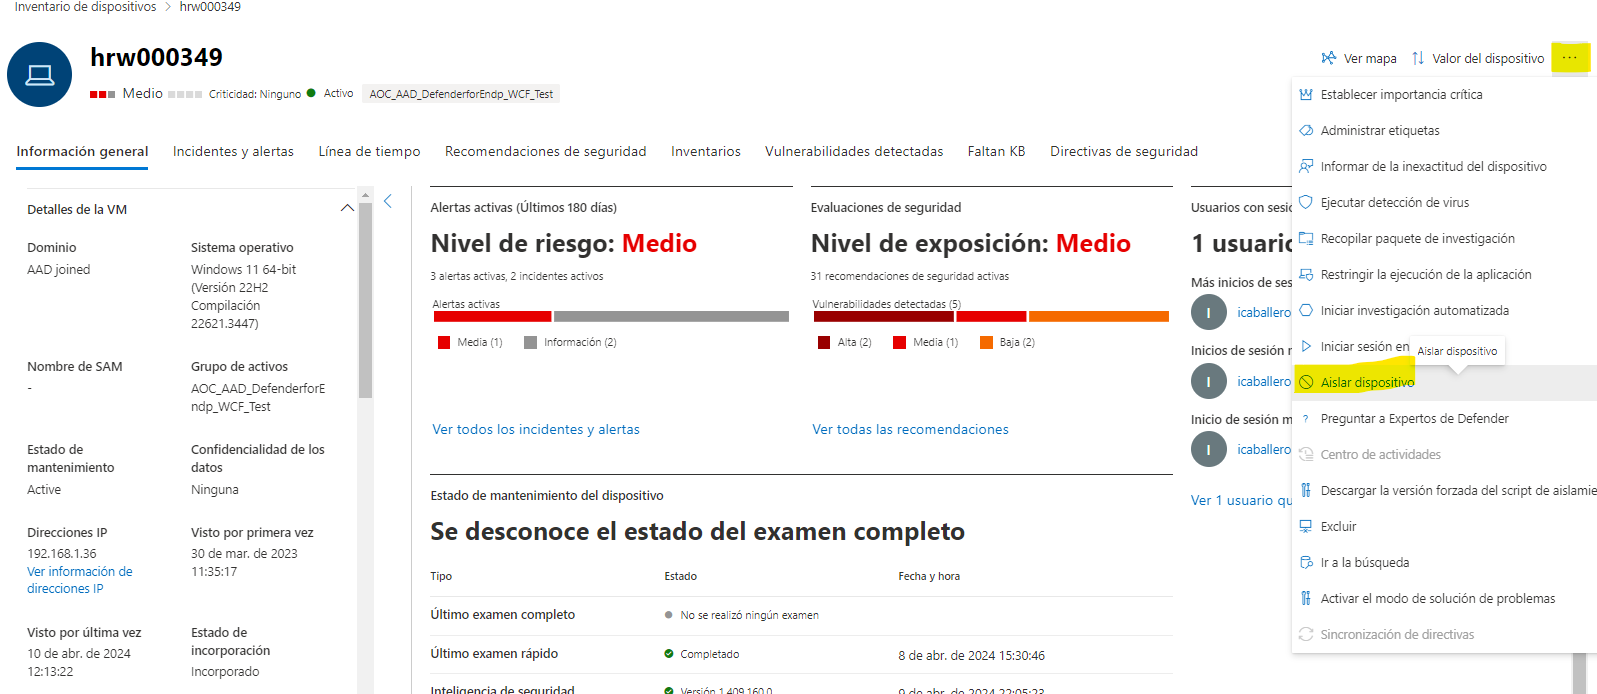 Inventario de dispositivos > hrw000349
hrw000349
Medio
Criticidad: Ninguno
Activo
AOC_AAD_DefenderforEndp_WCF_Test
Ver mapa
Valor del dispositivo
...
Información general
Incidentes y alertas
Línea de tiempo
Recomendaciones de seguridad
Inventarios
Vulnerabilidades detectadas
Faltan KB
Directivas de seguridad
Detalles de la VM
Dominio
AAD joined
Sistema operativo
Windows 11 64-bit
(Versión 22H2
Compilación
22621.3447)
Nombre de SAM
-
Grupo de activos
AOC_AAD_DefenderforE
ndp_WCF_Test
Estado de
mantenimiento
Active
Confidencialidad de los
datos
Ninguna
Direcciones IP
192.168.1.36
Ver información de
direcciones IP
Visto por primera vez
30 de mar. de 2023
11:35:17
Visto por última vez
10 de abr. de 2024
12:13:22
Estado de
incorporación
Incorporado
Alertas activas (Últimos 180 días)
Nivel de riesgo: Medio
3 alertas activas, 2 incidentes activos
Alertas activas
Media (1)
Información (2)
Ver todos los incidentes y alertas
Evaluaciones de seguridad
Nivel de exposición: Medio
31 recomendaciones de seguridad activas
Vulnerabilidades detectadas (5)
Alta (2)
Media (1)
Baja (2)
Ver todas las recomendaciones
Estado de mantenimiento del dispositivo
Se desconoce el estado del examen completo
Tipo
Estado
Fecha y hora
Último examen completo
No se realizó ningún examen
Último examen rápido
Completado
8 de abr. de 2024 15:30:46
Inteligencia de seguridad
Versión 1.409.160.0
9 de abr. de 2024 22:05:23
Usuarios con sesi
1 usuario
Más inicios de ses
I
icaballero
Inicios de sesión r
I
icaballero
Inicio de sesión m
I
icaballero
Ver 1 usuario qu
Establecer importancia crítica
Administrar etiquetas
Informar de la inexactitud del dispositivo
Ejecutar detección de virus
Recopilar paquete de investigación
Restringir la ejecución de la aplicación
Iniciar investigación automatizada
Iniciar sesión en
Aislar dispositivo
Aislar dispositivo
Preguntar a Expertos de Defender
Centro de actividades
Descargar la versión forzada del script de aislamie
Excluir
Ir a la búsqueda
Activar el modo de solución de problemas
Sincronización de directivas